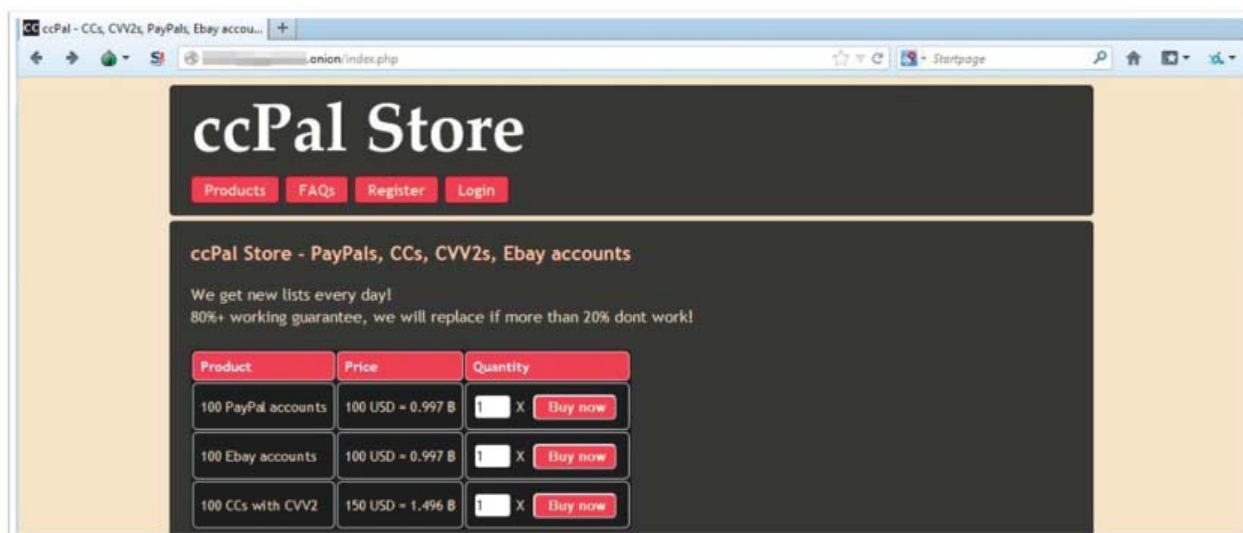 ccPal - CCs, CVV2s, PayPals, Ebay accou...
.onion/index.php
Startpage
ccPal Store
Products FAQs Register Login
ccPal Store - PayPals, CCs, CVV2s, Ebay accounts
We get new lists every day!
80%+ working guarantee, we will replace if more than 20% dont work!
Product Price Quantity
100 PayPal accounts 100 USD = 0.997 B 1 X Buy now
100 Ebay accounts 100 USD = 0.997 B 1 X Buy now
100 CCs with CVV2 150 USD = 1.496 B 1 X Buy now